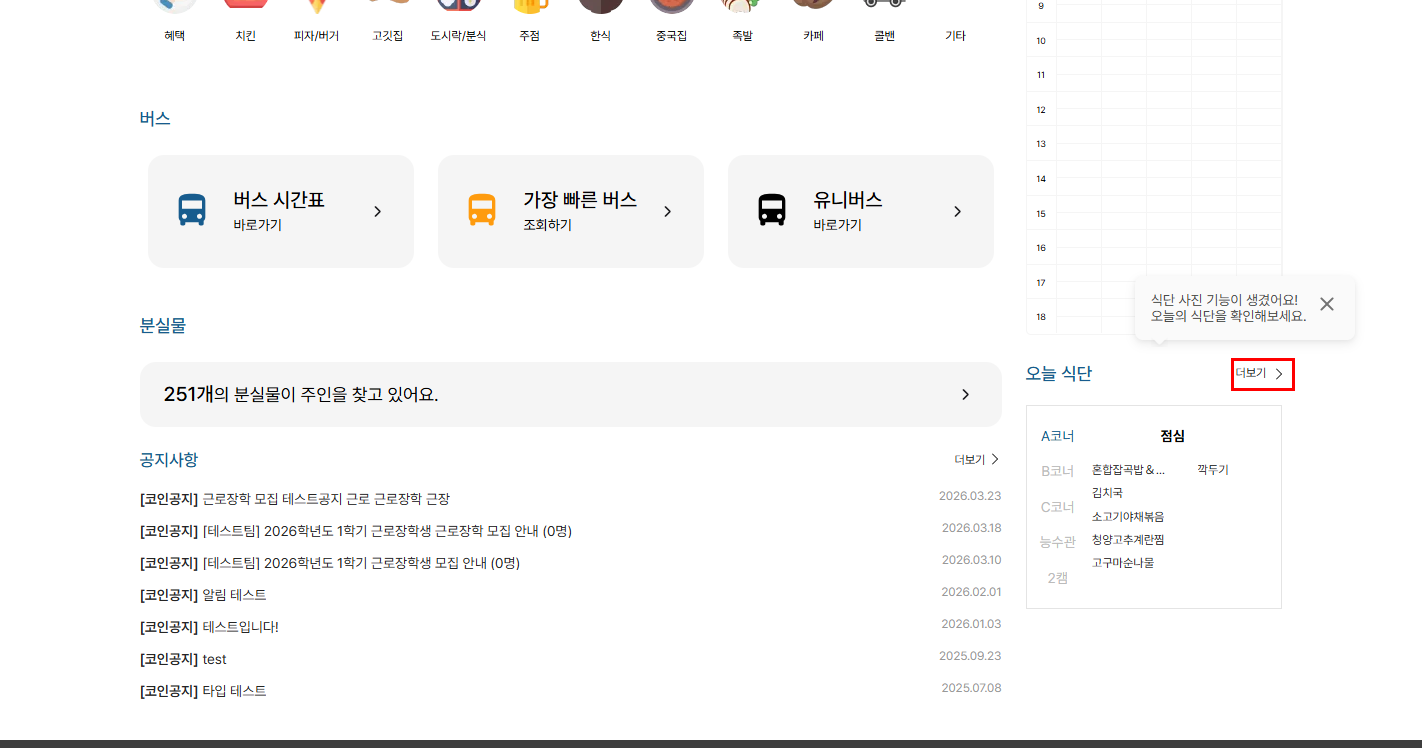 혜택
치킨
피자/버거
고깃집
도시락/분식
주점
한식
중국집
족발
카페
콜밴
기타
버스
버스 시간표
바로가기
가장 빠른 버스
조회하기
유니버스
바로가기
분실물
251개의 분실물이 주인을 찾고 있어요.
공지사항
더보기
[코인공지] 근로장학 모집 테스트공지 근로 근로장학 근장
2026.03.23
[코인공지] [테스트팀] 2026학년도 1학기 근로장학생 근로장학 모집 안내 (0명)
2026.03.18
[코인공지] [테스트팀] 2026학년도 1학기 근로장학생 모집 안내 (0명)
2026.03.10
[코인공지] 알림 테스트
2026.02.01
[코인공지] 테스트입니다!
2026.01.03
[코인공지] test
2025.09.23
[코인공지] 타입 테스트
2025.07.08
9
10
11
12
13
14
15
16
17
18
식단 사진 기능이 생겼어요!
오늘의 식단을 확인해보세요.
오늘 식단
더보기
A코너
B코너
C코너
능수관
2캠
점심
혼합잡곡밥&...
깍두기
김치국
소고기야채볶음
청양고추계란찜
고구마순나물